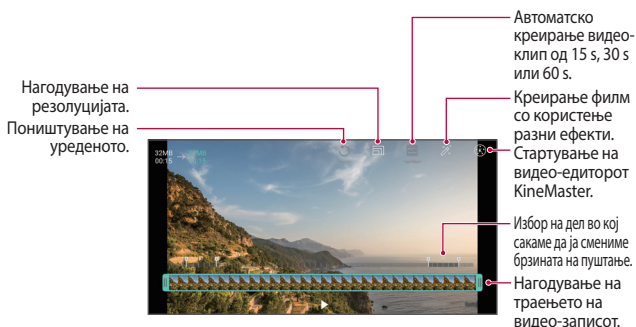 Автоматско
креирање видео-
клип од 15 s, 30 s
или 60 s.
Нагодување на
резолуцијата.
Поништување на
уреденото.
Креирање филм
со користење
разни ефекти.
Стартување на
видео-едиторот
KineMaster.
32MB
00:15
Избор на дел во кој
сакаме да ја смениме
брзината на пуштање.
Нагодување на
траењето на
видео-записот.